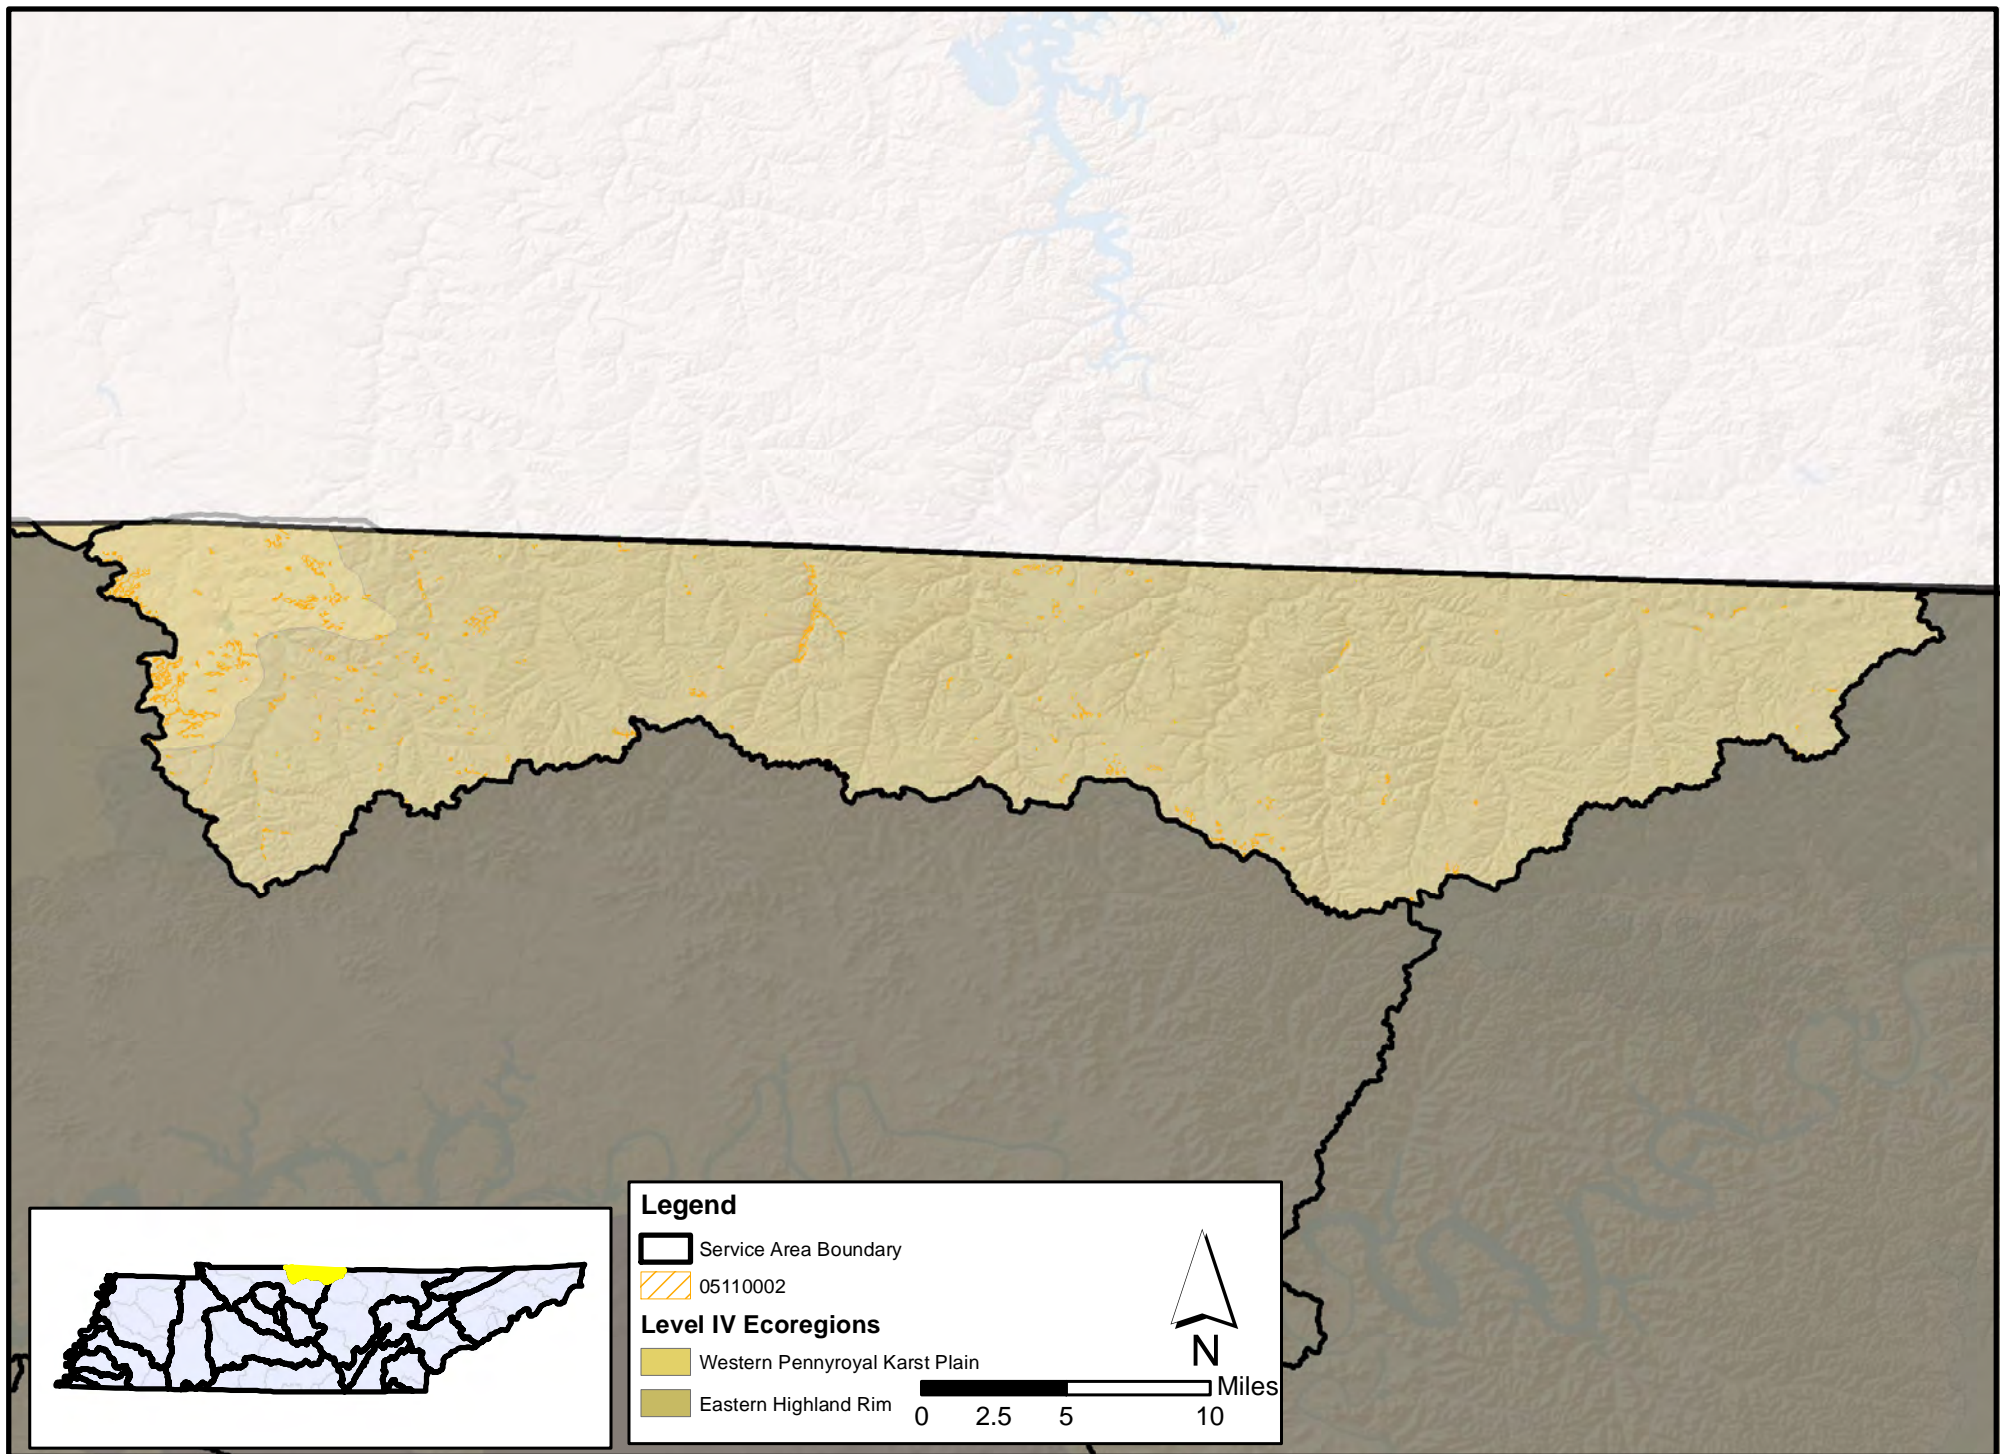 Legend
Service Area Boundary
05110002
Level IV Ecoregions
Western Pennyroyal Karst Plain
Eastern Highland Rim
N
Miles
0 2.5 5 10